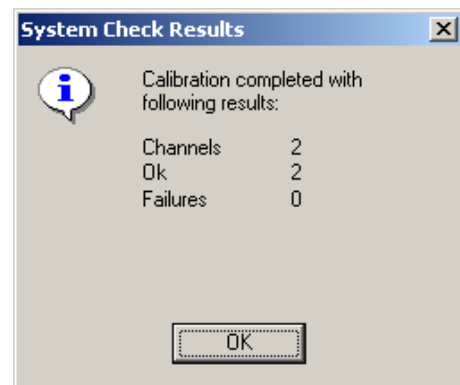 System Check Results
Calibration completed with
following results:
Channels 2
Ok 2
Failures 0
OK